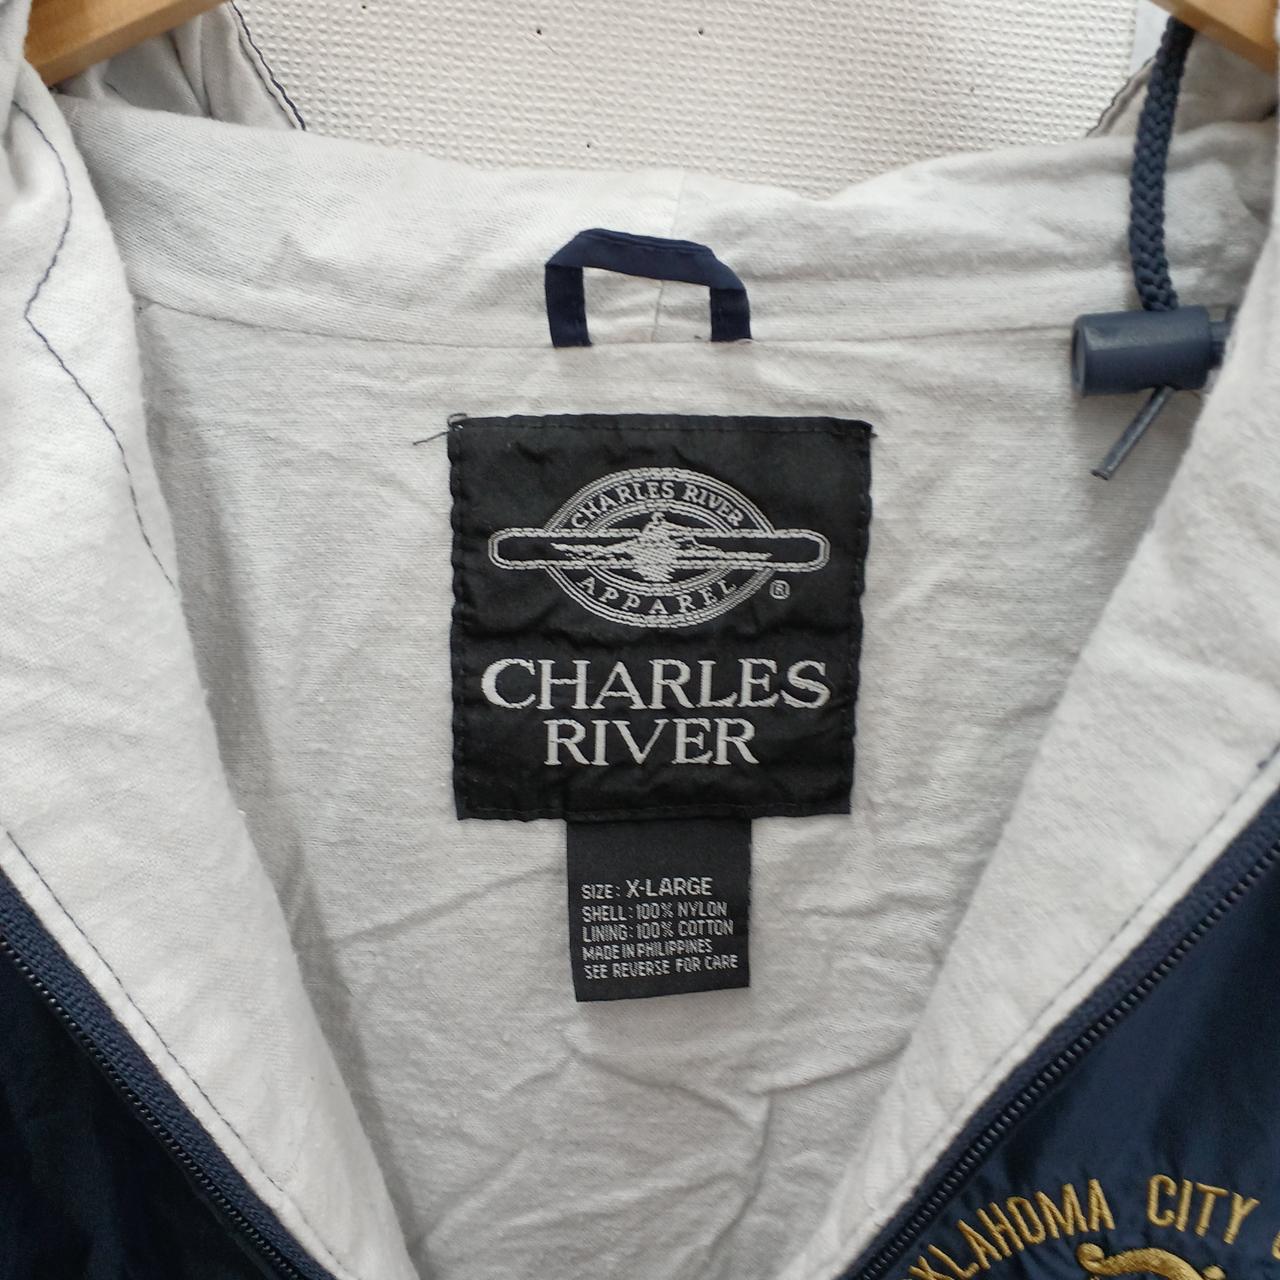 CHARLES RIVER
APPAREL
®
CHARLES
RIVER
SIZE: X-LARGE
SHELL: 100% NYLON
LINING: 100% COTTON
MADE IN PHILIPPINES
SEE REVERSE FOR CARE
OKLAHOMA CITY